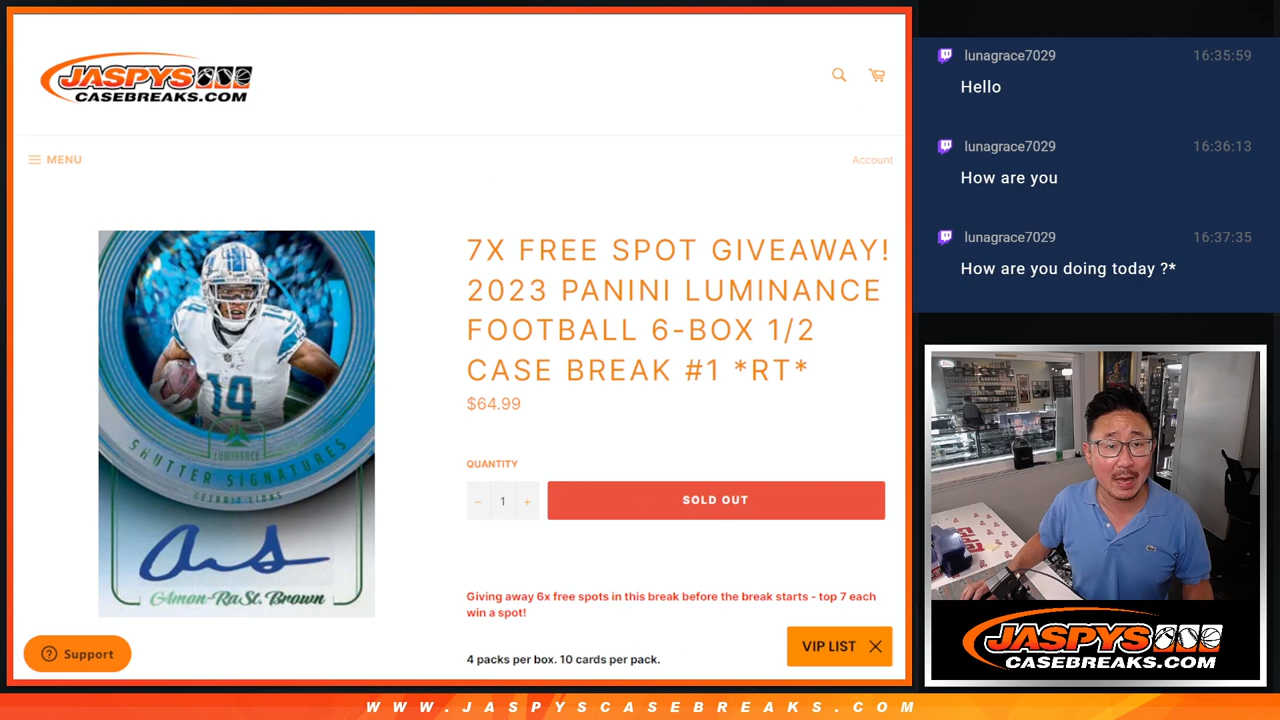 JASPYS
CASEBREAKS.COM
MENU
Account
14
LUMINANCE
SHUTTER SIGNATURES
DETROIT LIONS
Amon-Ra St. Brown
7X FREE SPOT GIVEAWAY!
2023 PANINI LUMINANCE
FOOTBALL 6-BOX 1/2
CASE BREAK #1 *RT*
$64.99
QUANTITY
− 1 +
SOLD OUT
Giving away 6x free spots in this break before the break starts - top 7 each
win a spot!
4 packs per box. 10 cards per pack.
Support
VIP LIST
lunagrace7029 16:35:59
Hello
lunagrace7029 16:36:13
How are you
lunagrace7029 16:37:35
How are you doing today ?*
JASPYS
CASEBREAKS.COM
WWW.JASPYSCASEBREAKS.COM